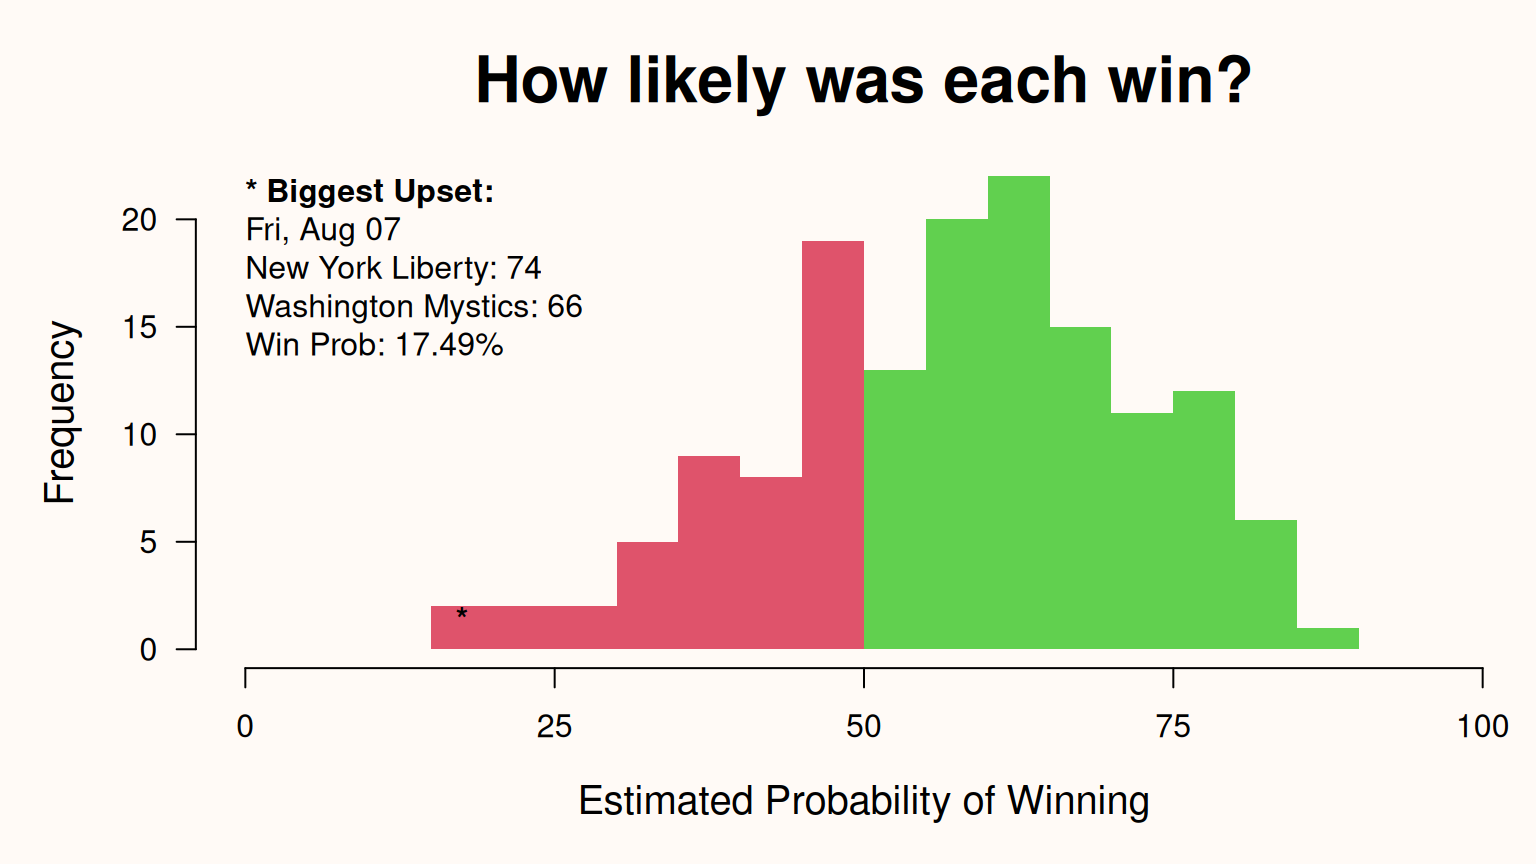 How likely was each win?
* Biggest Upset:
Fri, Aug 07
New York Liberty: 74
Washington Mystics: 66
Win Prob: 17.49%
Frequency
20
15
10
5
0
*
0 25 50 75 100
Estimated Probability of Winning